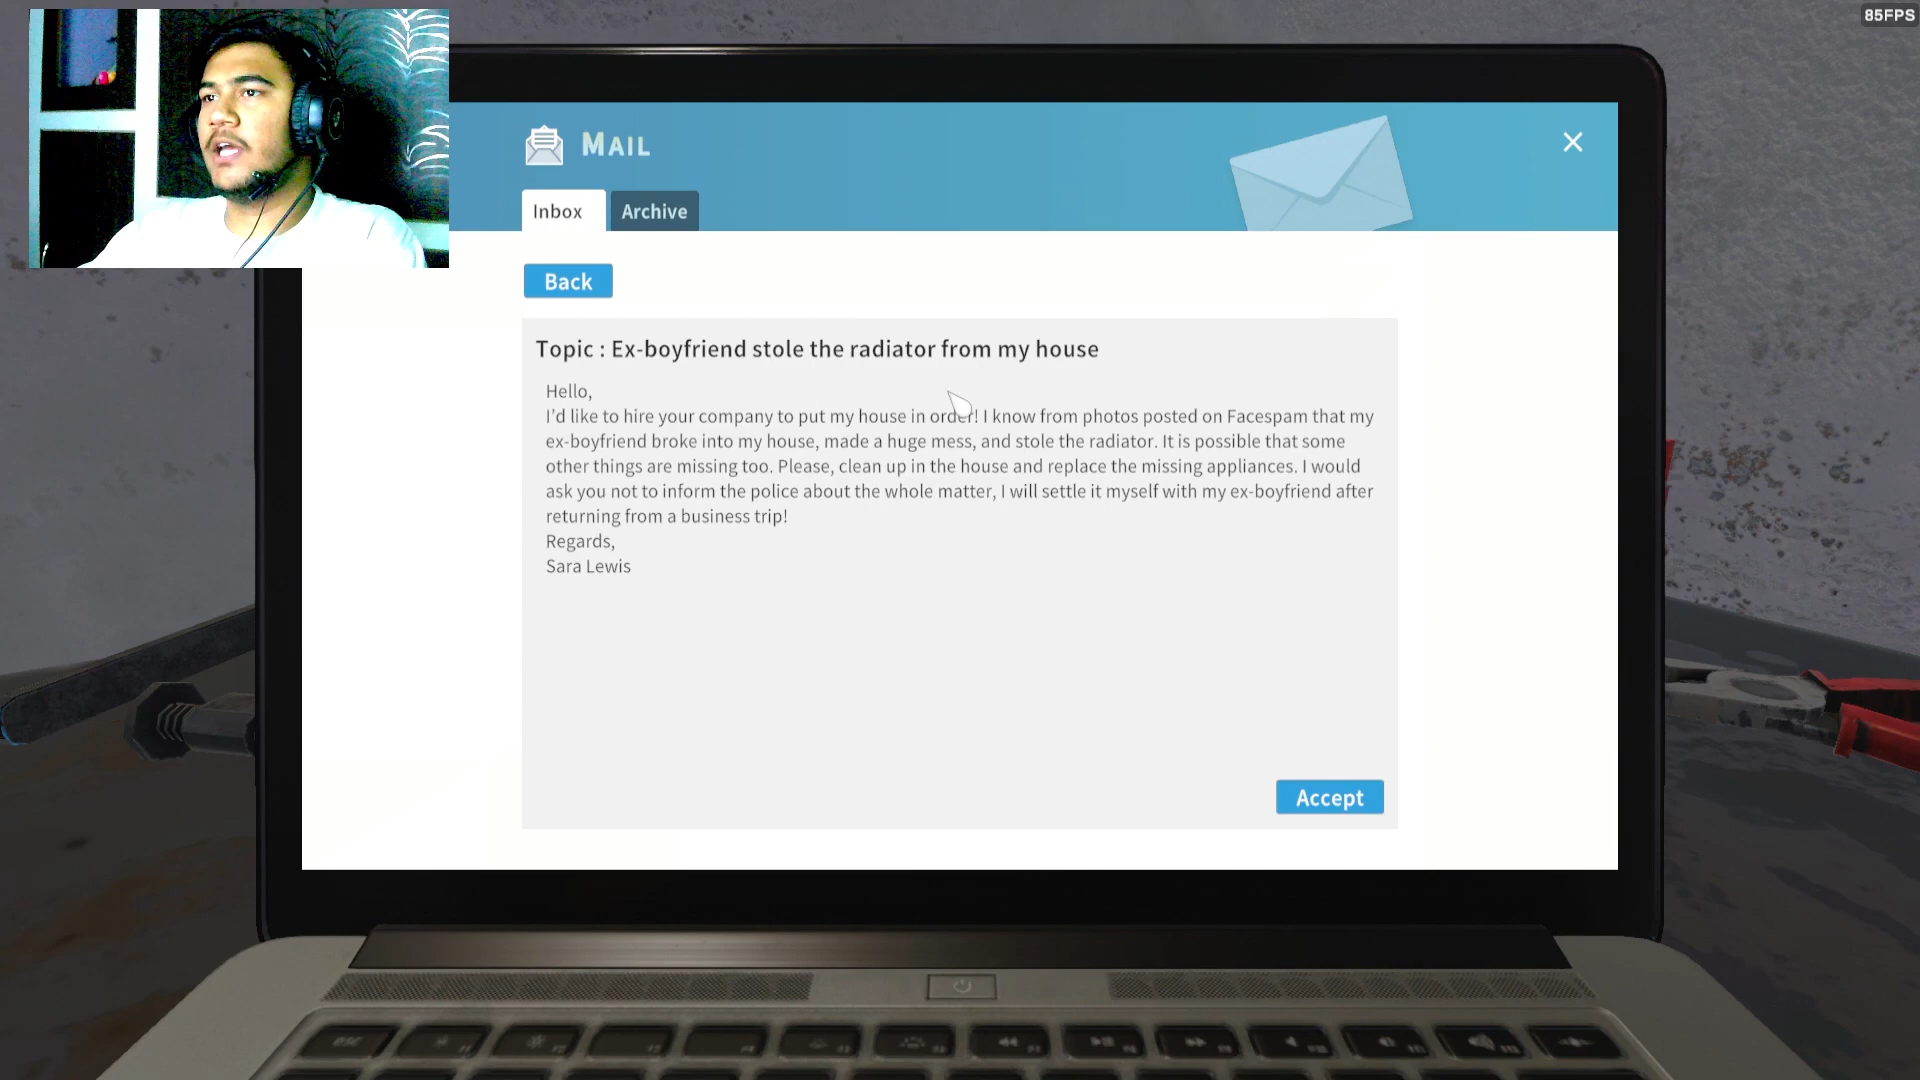 85FPS
MAIL
Inbox
Archive
Back
Topic : Ex-boyfriend stole the radiator from my house
Hello,
I'd like to hire your company to put my house in order! I know from photos posted on Facespam that my
ex-boyfriend broke into my house, made a huge mess, and stole the radiator. It is possible that some
other things are missing too. Please, clean up in the house and replace the missing appliances. I would
ask you not to inform the police about the whole matter, I will settle it myself with my ex-boyfriend after
returning from a business trip!
Regards,
Sara Lewis
Accept